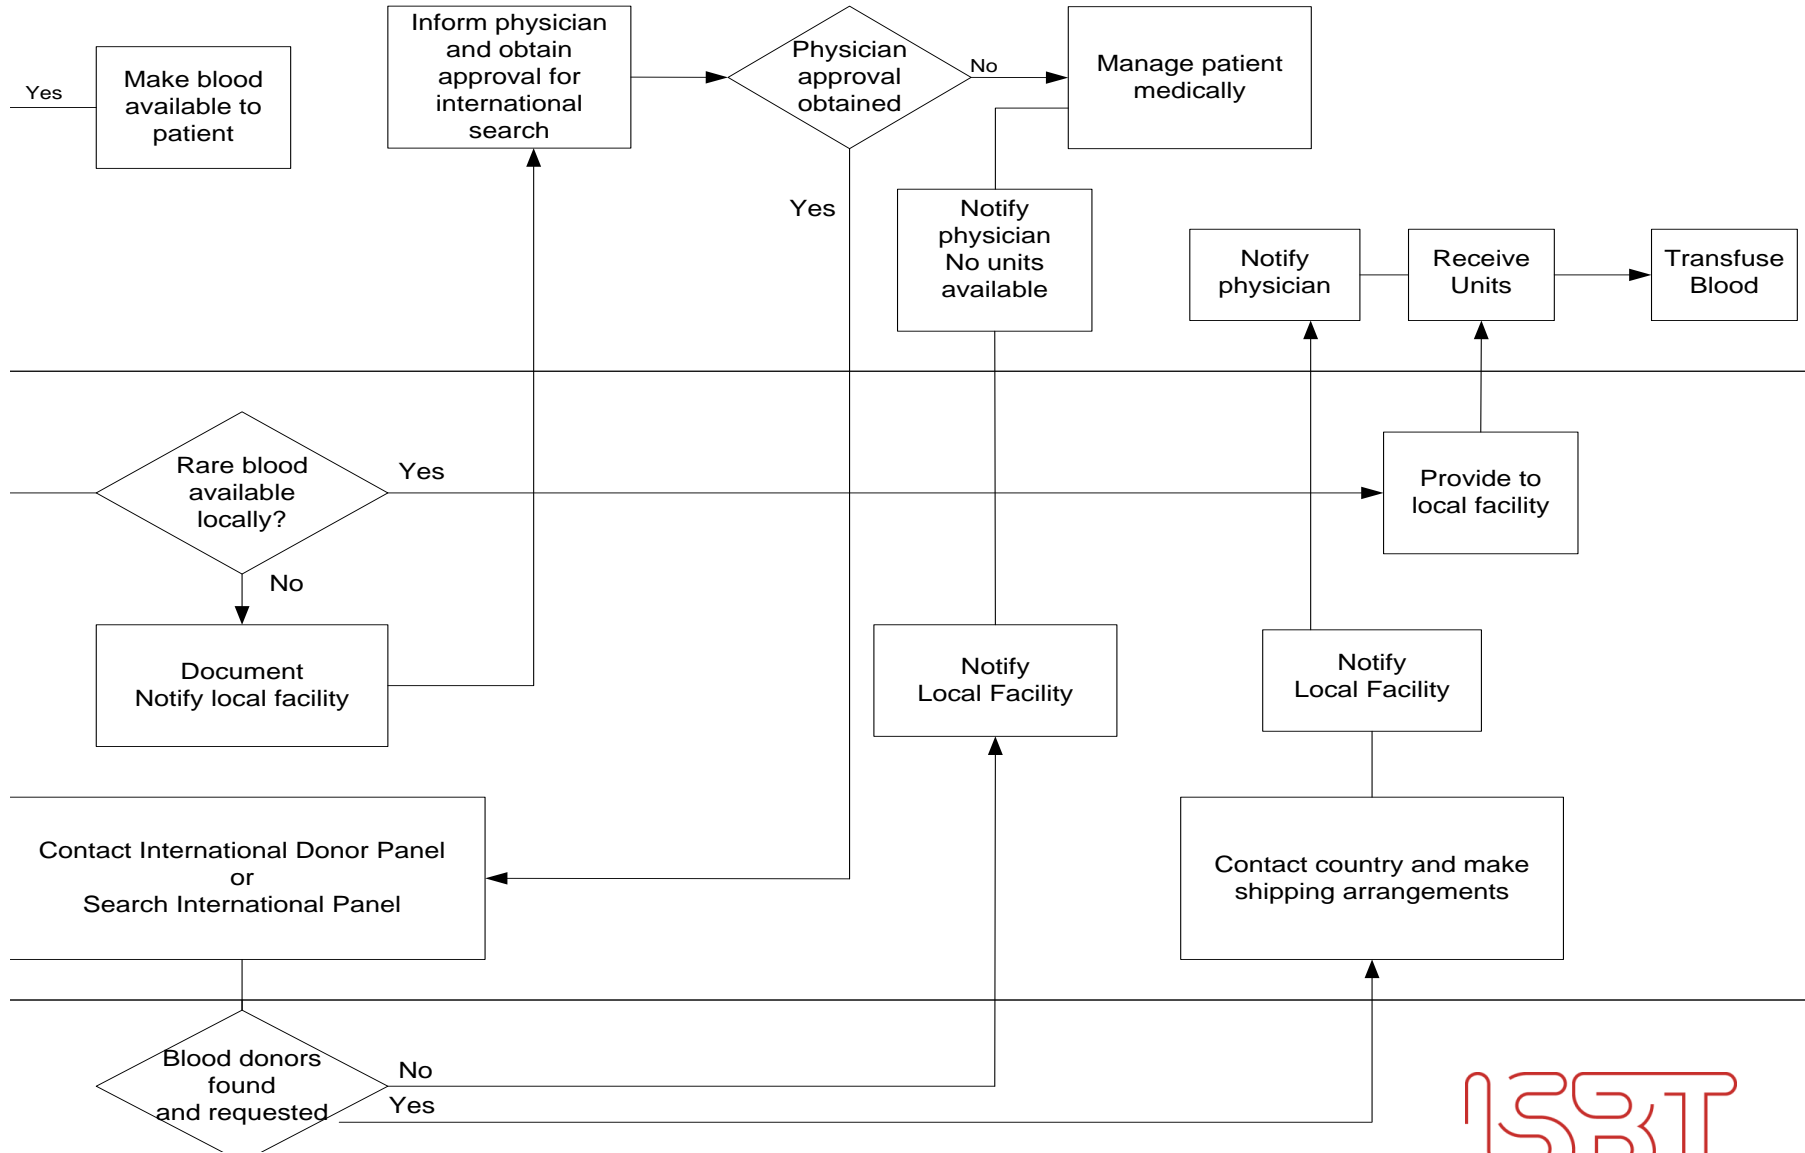 Yes
Make blood
available to
patient
Inform physician
and obtain
approval for
international
search
Physician
approval
obtained
No
Manage patient
medically
Yes
Notify
physician
No units
available
Notify
physician
Receive
Units
Transfuse
Blood
Rare blood
available
locally?
Yes
Provide to
local facility
No
Document
Notify local facility
Notify
Local Facility
Notify
Local Facility
Contact International Donor Panel
or
Search International Panel
Contact country and make
shipping arrangements
Blood donors
found
and requested
No
Yes
ISBT